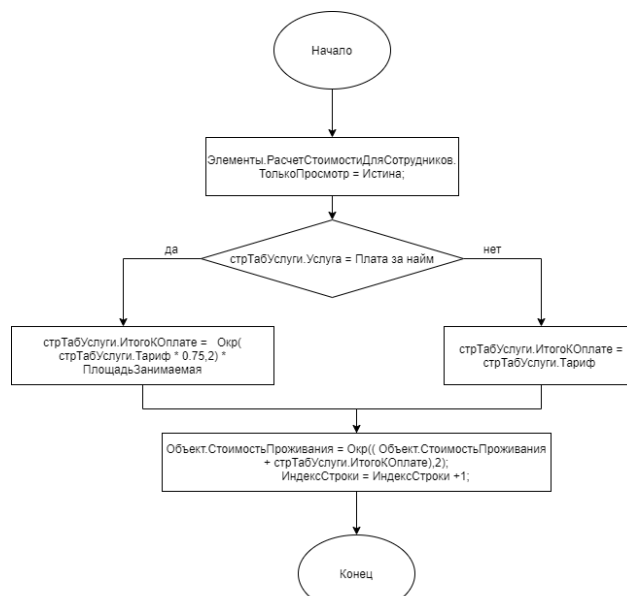 Начало
Элементы.РасчетСтоимостиДляСотрудников.
ТолькоПросмотр = Истина;
да
стрТабУслуги.Услуга = Плата за найм
нет
стрТабУслуги.ИтогоКОплате = Окр(
стрТабУслуги.Тариф * 0.75,2) *
ПлощадьЗанимаемая
стрТабУслуги.ИтогоКОплате =
стрТабУслуги.Тариф
Объект.СтоимостьПроживания = Окр(( Объект.СтоимостьПроживания
+ стрТабУслуги.ИтогоКОплате),2);
ИндексСтроки = ИндексСтроки +1;
Конец